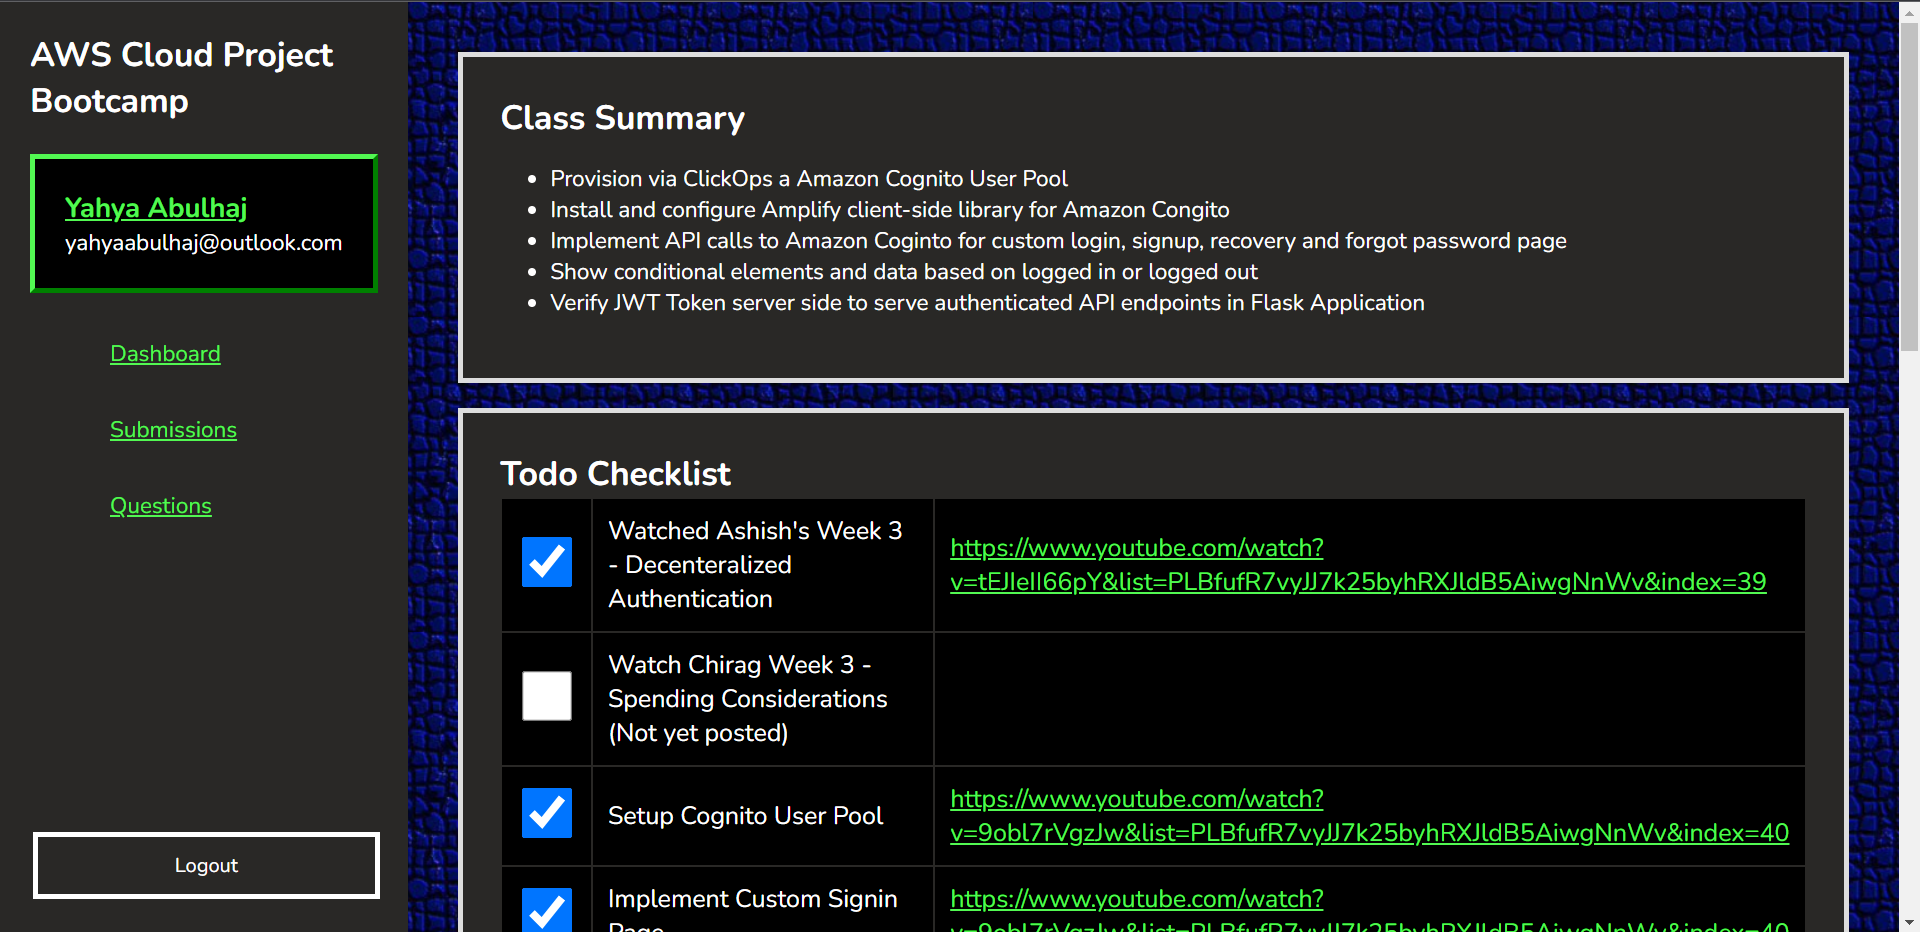 AWS Cloud Project
Bootcamp
Yahya Abulhaj
yahyaabulhaj@outlook.com
Dashboard
Submissions
Questions
Logout
Class Summary
Provision via ClickOps a Amazon Cognito User Pool
Install and configure Amplify client-side library for Amazon Congito
Implement API calls to Amazon Coginto for custom login, signup, recovery and forgot password page
Show conditional elements and data based on logged in or logged out
Verify JWT Token server side to serve authenticated API endpoints in Flask Application
Todo Checklist
Watched Ashish's Week 3
- Decenteralized
Authentication
https://www.youtube.com/watch?
v=tEJIeII66pY&list=PLBfufR7vyJJ7k25byhRXJldB5AiwgNnWv&index=39
Watch Chirag Week 3 -
Spending Considerations
(Not yet posted)
Setup Cognito User Pool
https://www.youtube.com/watch?
v=9obl7rVgzJw&list=PLBfufR7vyJJ7k25byhRXJldB5AiwgNnWv&index=40
Implement Custom Signin
Page
https://www.youtube.com/watch?
v=9obl7rVgzJw&list=PLBfufR7vyJJ7k25byhRXJldB5AiwgNnWv&index=40